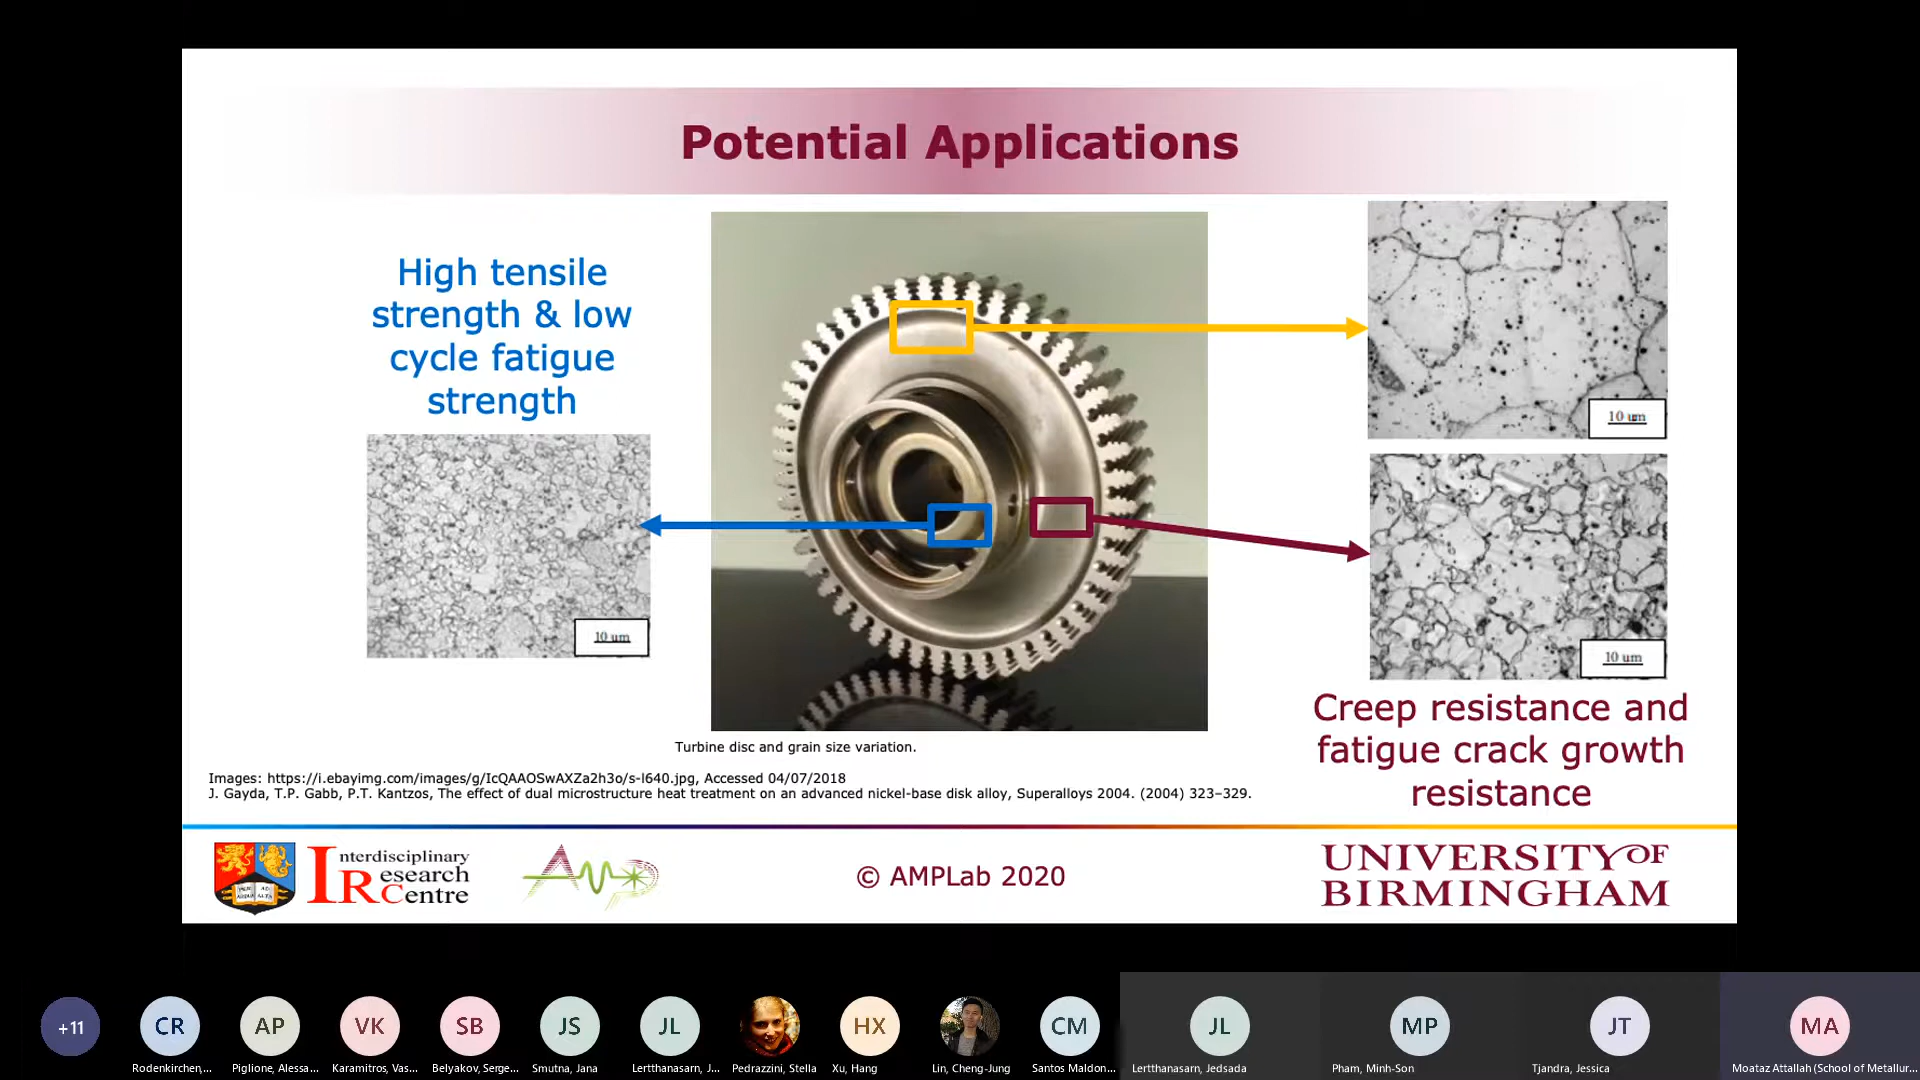 Potential Applications
High tensile
strength & low
cycle fatigue
strength
10 um
10 um
10 um
Creep resistance and
fatigue crack growth
resistance
Turbine disc and grain size variation.
Images: https://i.ebayimg.com/images/g/IcQAAOSwAXZa2h3o/s-l640.jpg, Accessed 04/07/2018
J. Gayda, T.P. Gabb, P.T. Kantzos, The effect of dual microstructure heat treatment on an advanced nickel-base disk alloy, Superalloys 2004. (2004) 323–329.
Interdisciplinary
Research
Centre
AMP
© AMPLab 2020
UNIVERSITY OF
BIRMINGHAM
+11
CR
AP
VK
SB
JS
JL
HX
CM
JL
MP
JT
MA
Rodenkirchen,...
Piglione, Alessa...
Karamitros, Vas...
Belyakov, Serge...
Smutna, Jana
Lertthanasarn, J...
Pedrazzini, Stella
Xu, Hang
Lin, Cheng-Jung
Santos Maldon...
Lertthanasarn, Jedsada
Pham, Minh-Son
Tjandra, Jessica
Moataz Attallah (School of Metallur...